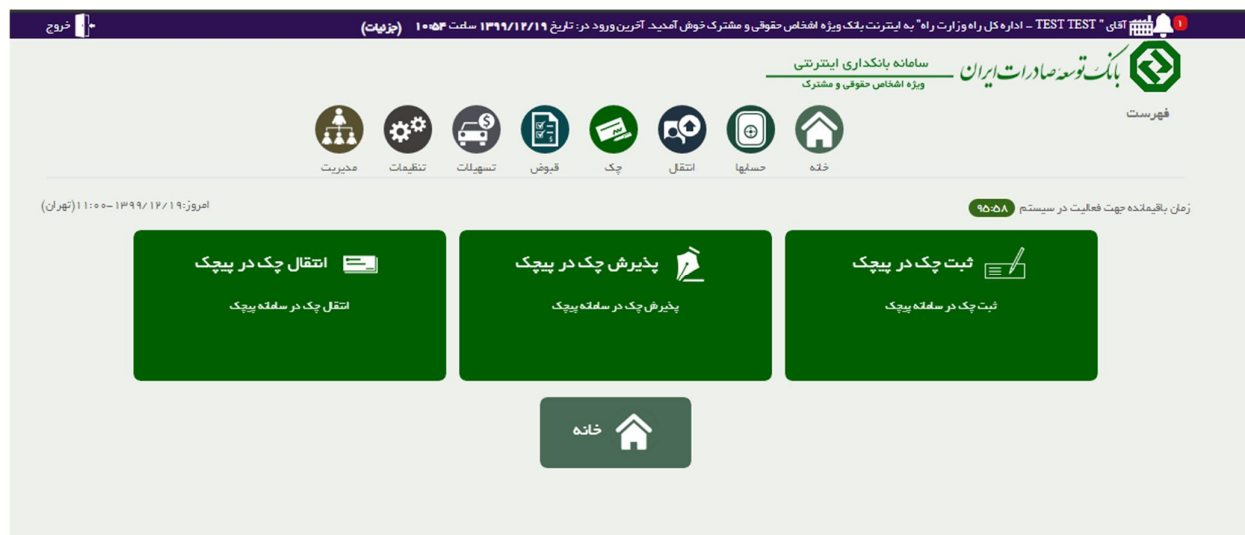 ۱ آقای " TEST TEST – اداره کل راه وزارت راه" به اینترنت بانک ویژه اشخاص حقوقی و مشترک خوش آمدید. آخرین ورود در: تاریخ ۱۳۹۹/۱۲/۱۹ ساعت ۱۰:۵۴ (جزئیات)
خروج
بانک توسعه صادرات ایران
سامانه بانکداری اینترنتی
ویژه اشخاص حقوقی و مشترک
فهرست
خانه حسابها انتقال چک قبوض تسهیلات تنظیمات مدیریت
زمان باقیمانده جهت فعالیت در سیستم ۹۵:۵۸
امروز:۱۳۹۹/۱۲/۱۹-۱۱:۰۰(تهران)
ثبت چک در پیچک
ثبت چک در سامانه پیچک
پذیرش چک در پیچک
پذیرش چک در سامانه پیچک
انتقال چک در پیچک
انتقال چک در سامانه پیچک
خانه